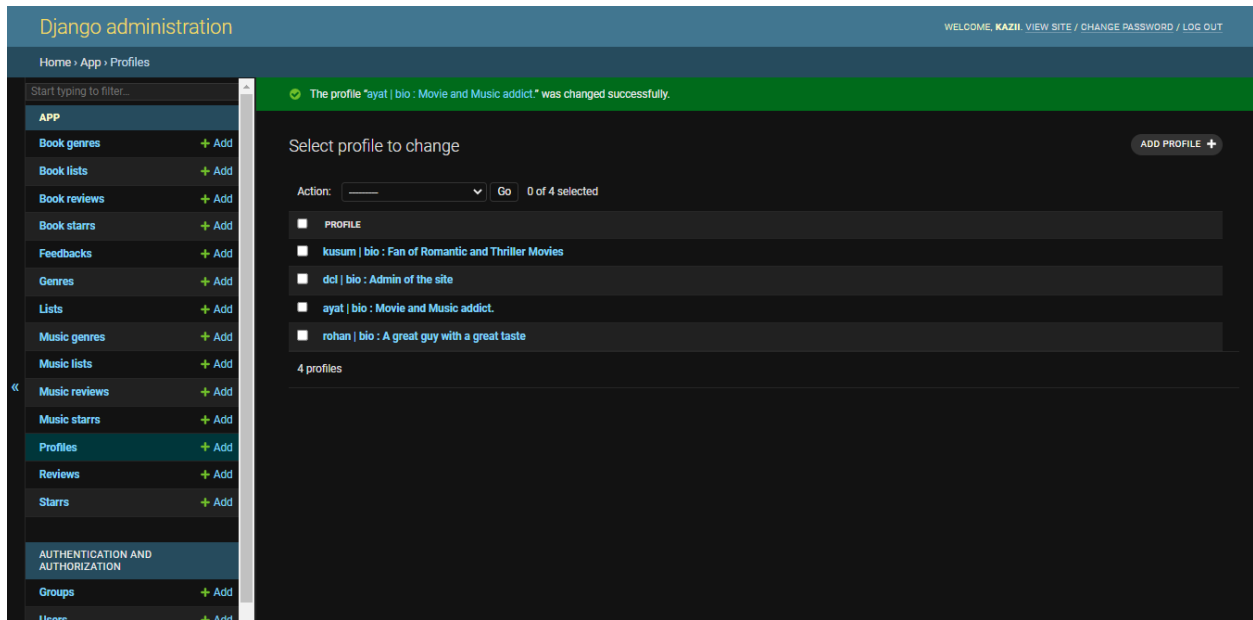 Django administration
WELCOME, KAZII. VIEW SITE / CHANGE PASSWORD / LOG OUT
Home › App › Profiles
Start typing to filter...
APP
Book genres + Add
Book lists + Add
Book reviews + Add
Book starrs + Add
Feedbacks + Add
Genres + Add
Lists + Add
Music genres + Add
Music lists + Add
Music reviews + Add
Music starrs + Add
Profiles + Add
Reviews + Add
Starrs + Add
AUTHENTICATION AND
AUTHORIZATION
Groups + Add
Users + Add
«
The profile “ayat | bio : Movie and Music addict.” was changed successfully.
Select profile to change
ADD PROFILE +
Action: --------- Go 0 of 4 selected
PROFILE
kusum | bio : Fan of Romantic and Thriller Movies
dcl | bio : Admin of the site
ayat | bio : Movie and Music addict.
rohan | bio : A great guy with a great taste
4 profiles